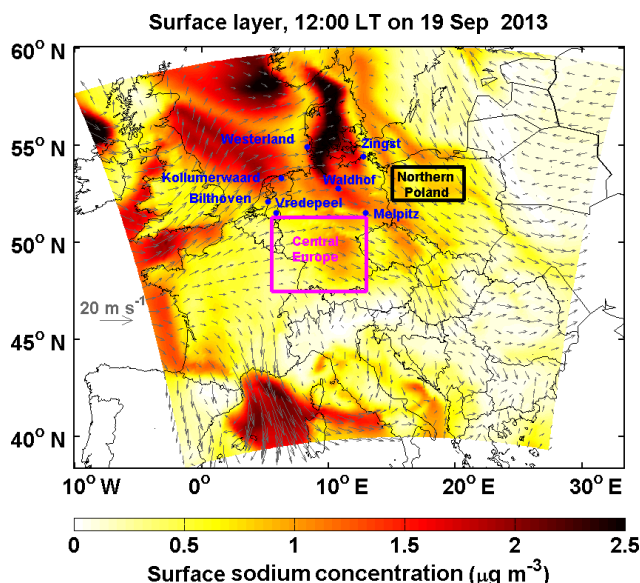 Surface layer, 12:00 LT on 19 Sep 2013
60° N
55° N
50° N
45° N
40° N
Westerland
Zingst
Kollumerwaard
Waldhof
Northern
Poland
Bilthoven
Vredepeel
Melpitz
Central
Europe
20 m s-1
10° W
0°
10° E
20° E
30° E
0
0.5
1
1.5
2
2.5
Surface sodium concentration (μg m-3)